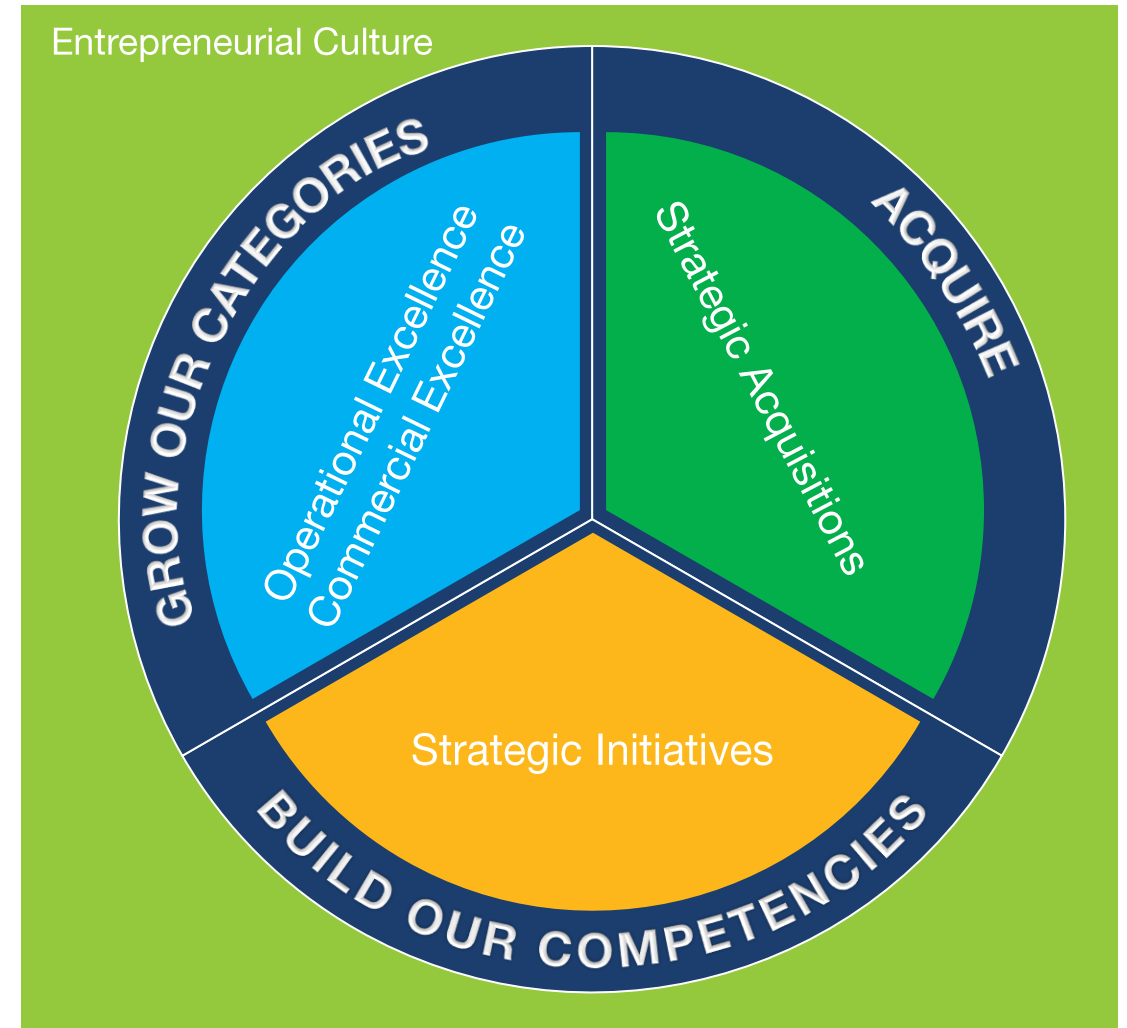 Entrepreneurial Culture
GROW OUR CATEGORIES
Operational Excellence
Commercial Excellence
ACQUIRE
Strategic Acquisitions
Strategic Initiatives
BUILD OUR COMPETENCIES